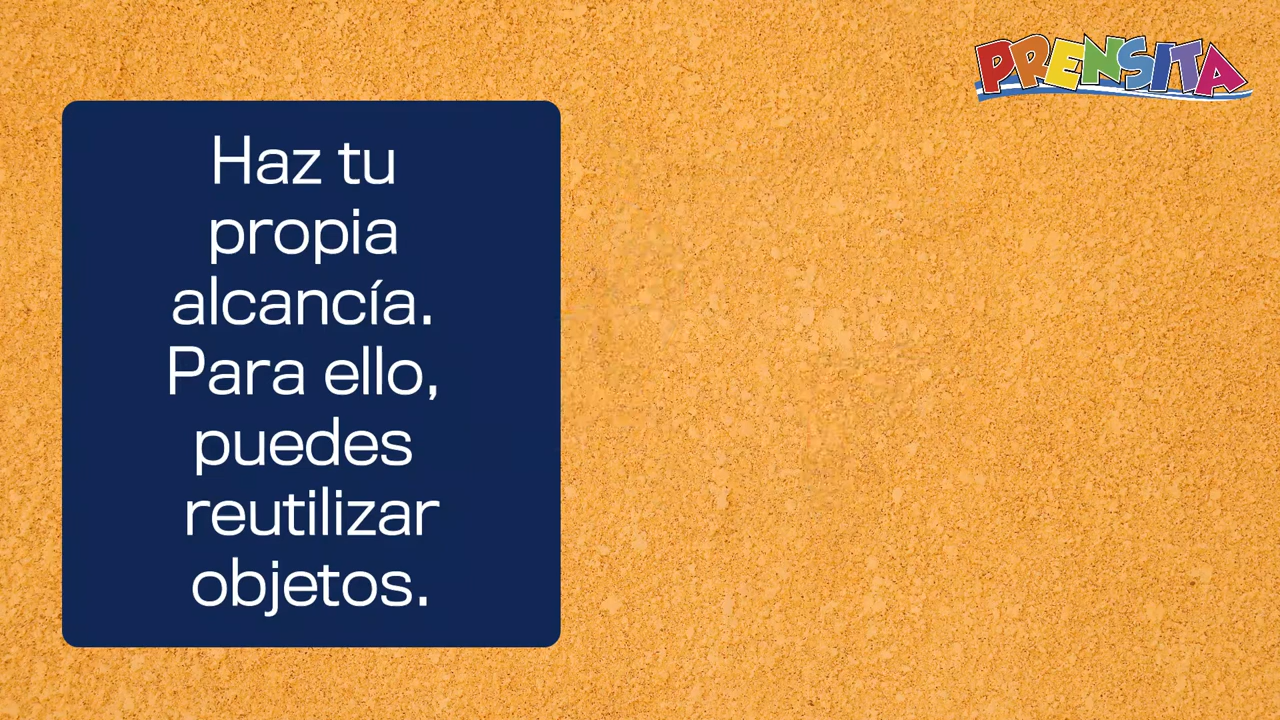 PRENSITA
Haz tu
propia
alcancía.
Para ello,
puedes
reutilizar
objetos.